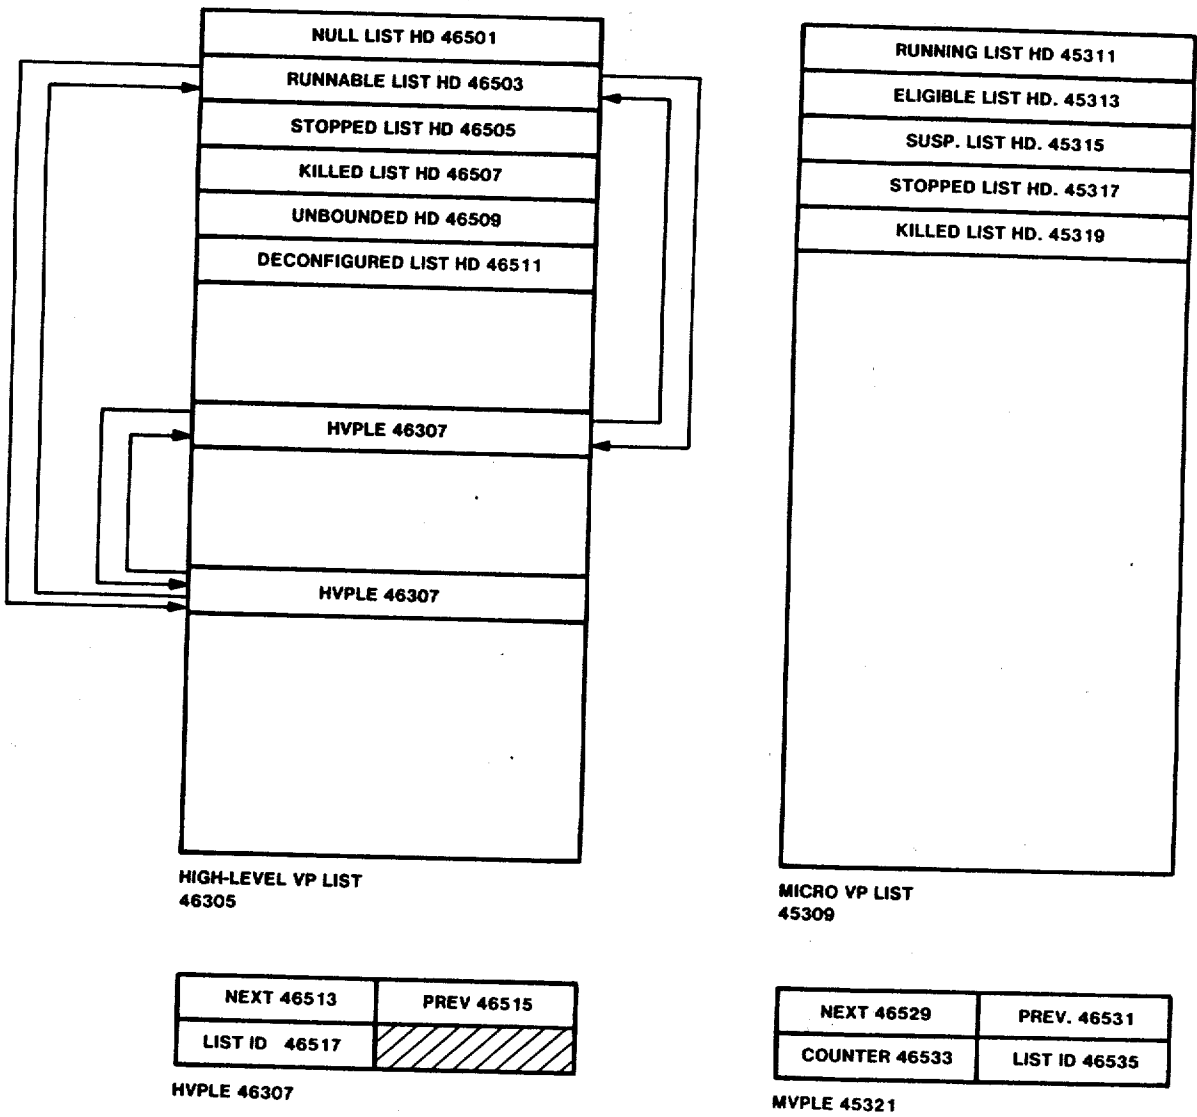 NULL LIST HD 46501
RUNNABLE LIST HD 46503
STOPPED LIST HD 46505
KILLED LIST HD 46507
UNBOUNDED HD 46509
DECONFIGURED LIST HD 46511
HVPLE 46307
HVPLE 46307
HIGH-LEVEL VP LIST
46305
RUNNING LIST HD 45311
ELIGIBLE LIST HD. 45313
SUSP. LIST HD. 45315
STOPPED LIST HD. 45317
KILLED LIST HD. 45319
MICRO VP LIST
45309
NEXT 46513
PREV 46515
LIST ID 46517
HVPLE 46307
NEXT 46529
PREV. 46531
COUNTER 46533
LIST ID 46535
MVPLE 45321